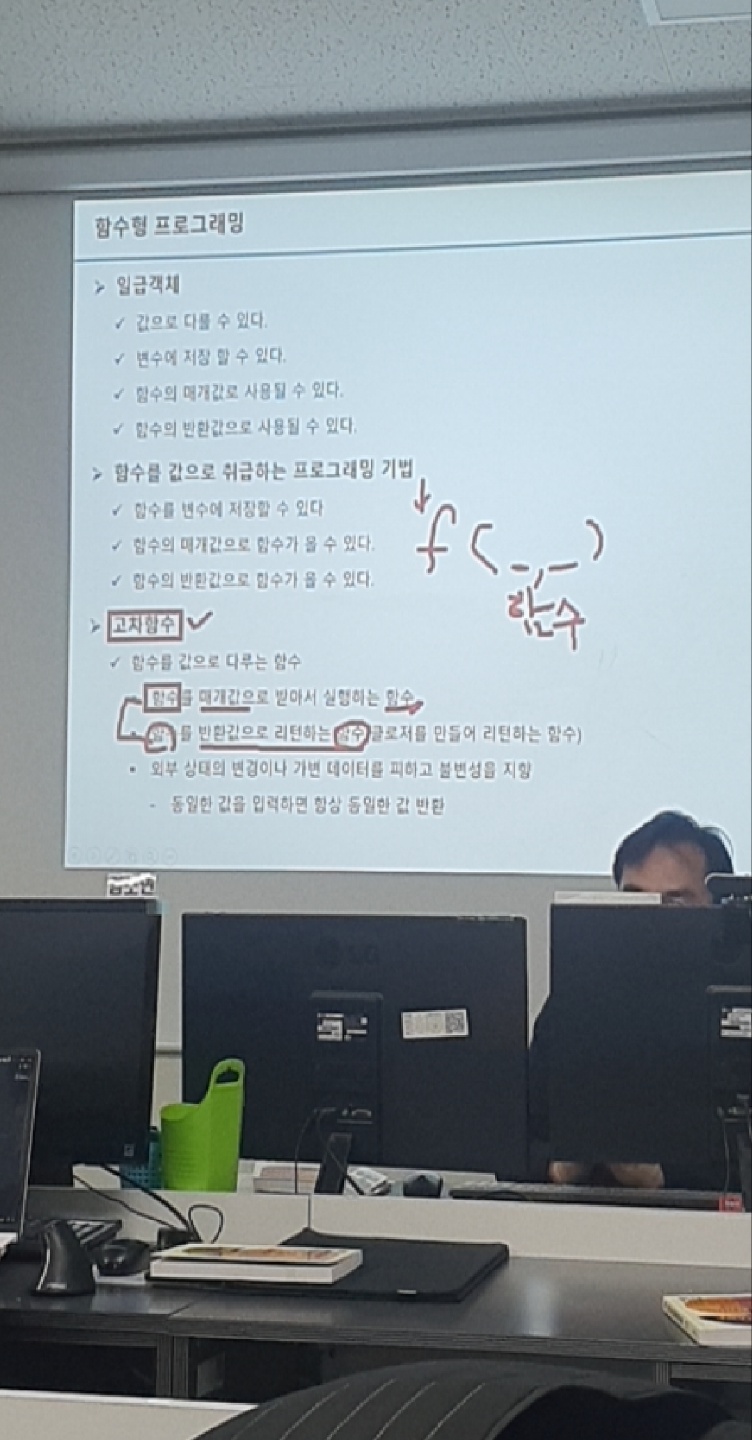 함수형 프로그래밍
➢ 일급객체
✓ 값으로 다룰 수 있다.
✓ 변수에 저장 할 수 있다.
✓ 함수의 매개값로 사용될 수 있다.
✓ 함수의 반환값으로 사용될 수 있다.
➢ 함수를 값으로 취급하는 프로그래밍 기법
✓ 함수를 변수에 저장할 수 있다
✓ 함수의 매개값으로 함수가 올 수 있다.
✓ 함수의 반환값으로 함수가 올 수 있다.
f ( _ , _ )
함수
➢ 고차함수
✓ 함수를 값으로 다루는 함수
함수를 매개값으로 받아서 실행하는 함수
함수를 반환값으로 리턴하는 함수(클로저를 만들어 리턴하는 함수)
• 외부 상태의 변경이나 가변 데이터를 피하고 불변성을 지향
- 동일한 값을 입력하면 항상 동일한 값 반환